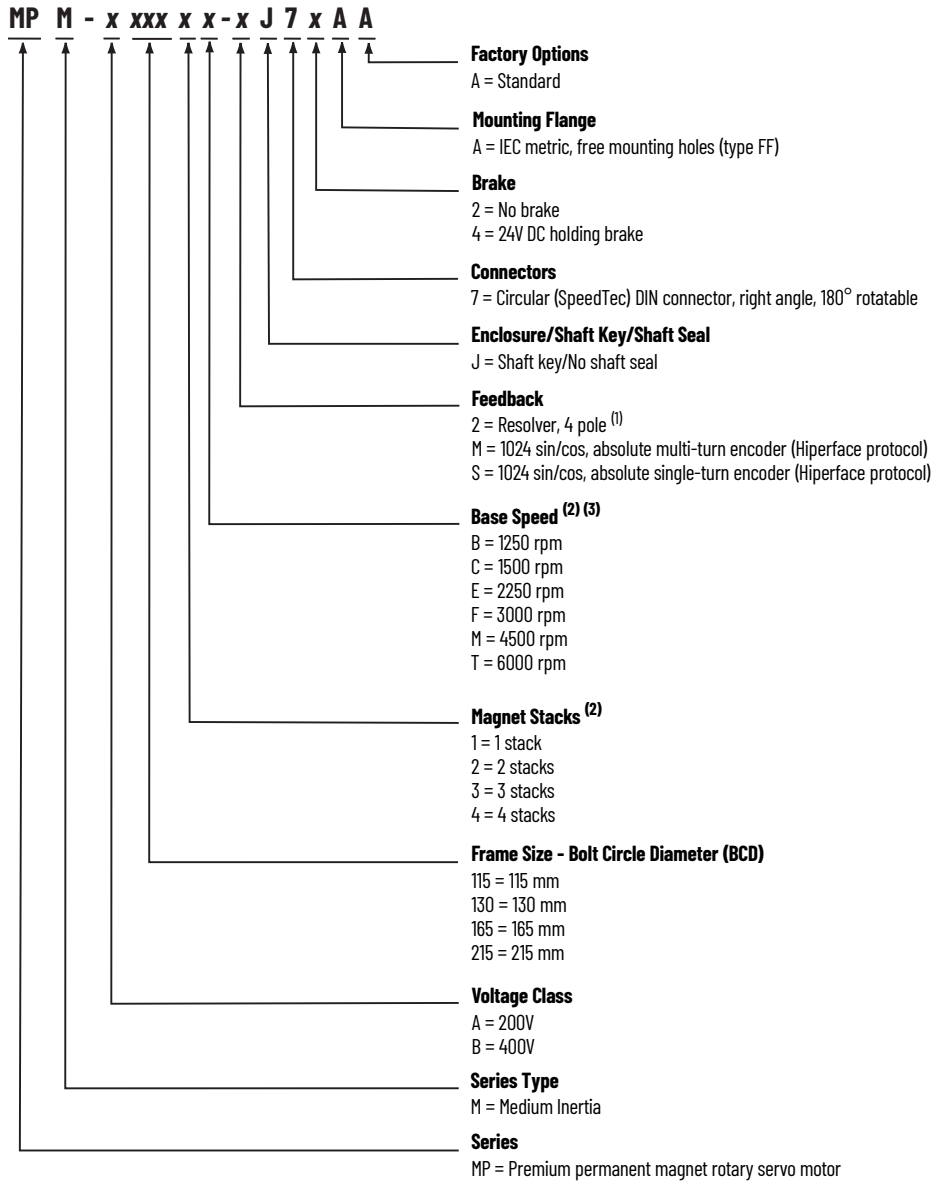 MP M - x xxx x x - x J 7 x A A
Factory Options
A = Standard
Mounting Flange
A = IEC metric, free mounting holes (type FF)
Brake
2 = No brake
4 = 24V DC holding brake
Connectors
7 = Circular (SpeedTec) DIN connector, right angle, 180° rotatable
Enclosure/Shaft Key/Shaft Seal
J = Shaft key/No shaft seal
Feedback
2 = Resolver, 4 pole (1)
M = 1024 sin/cos, absolute multi-turn encoder (Hiperface protocol)
S = 1024 sin/cos, absolute single-turn encoder (Hiperface protocol)
Base Speed (2) (3)
B = 1250 rpm
C = 1500 rpm
E = 2250 rpm
F = 3000 rpm
M = 4500 rpm
T = 6000 rpm
Magnet Stacks (2)
1 = 1 stack
2 = 2 stacks
3 = 3 stacks
4 = 4 stacks
Frame Size - Bolt Circle Diameter (BCD)
115 = 115 mm
130 = 130 mm
165 = 165 mm
215 = 215 mm
Voltage Class
A = 200V
B = 400V
Series Type
M = Medium Inertia
Series
MP = Premium permanent magnet rotary servo motor